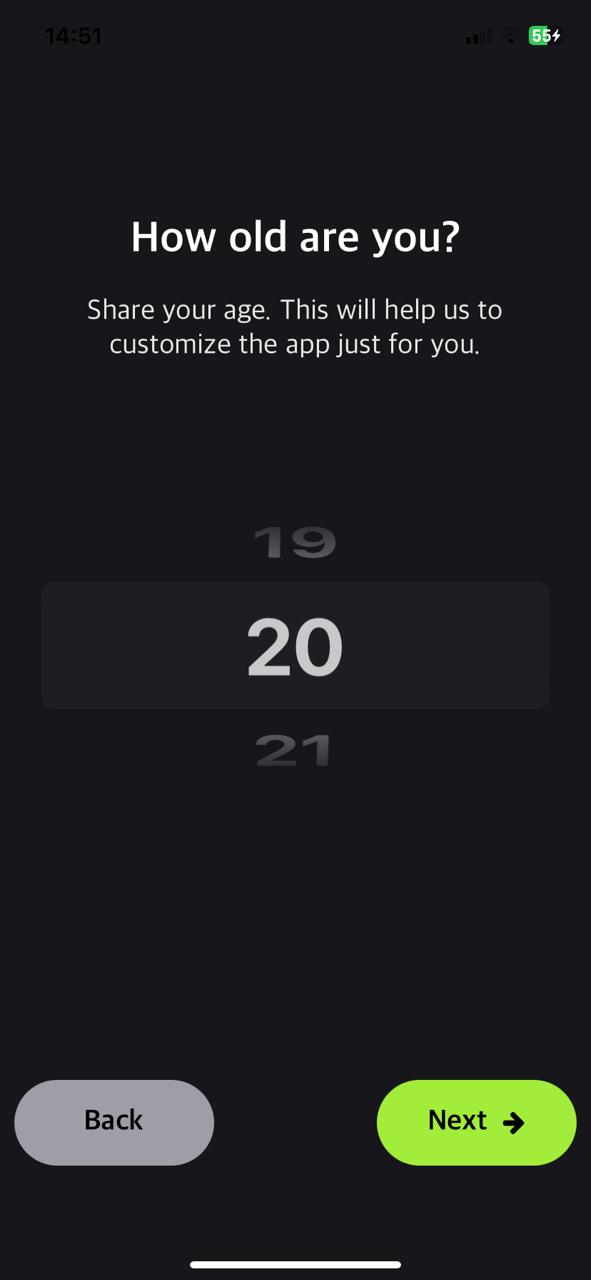 14:51
55
How old are you?
Share your age. This will help us to
customize the app just for you.
19
20
21
Back
Next